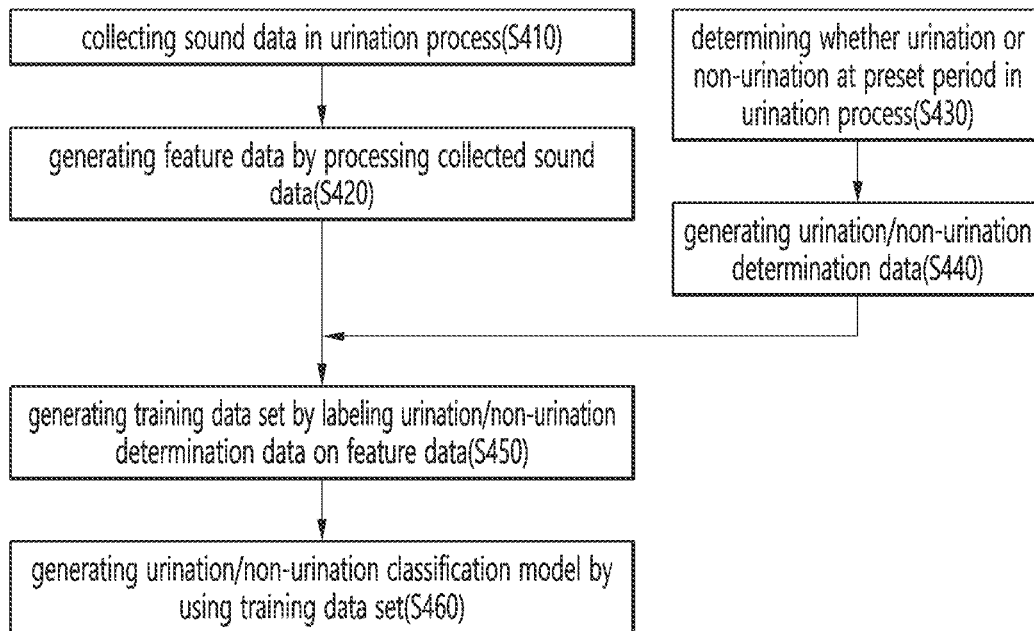 collecting sound data in urination process(S410)
generating feature data by processing collected sound
data(S420)
determining whether urination or
non-urination at preset period in
urination process(S430)
generating urination/non-urination
determination data(S440)
generating training data set by labeling urination/non-urination
determination data on feature data(S450)
generating urination/non-urination classification model by
using training data set(S460)